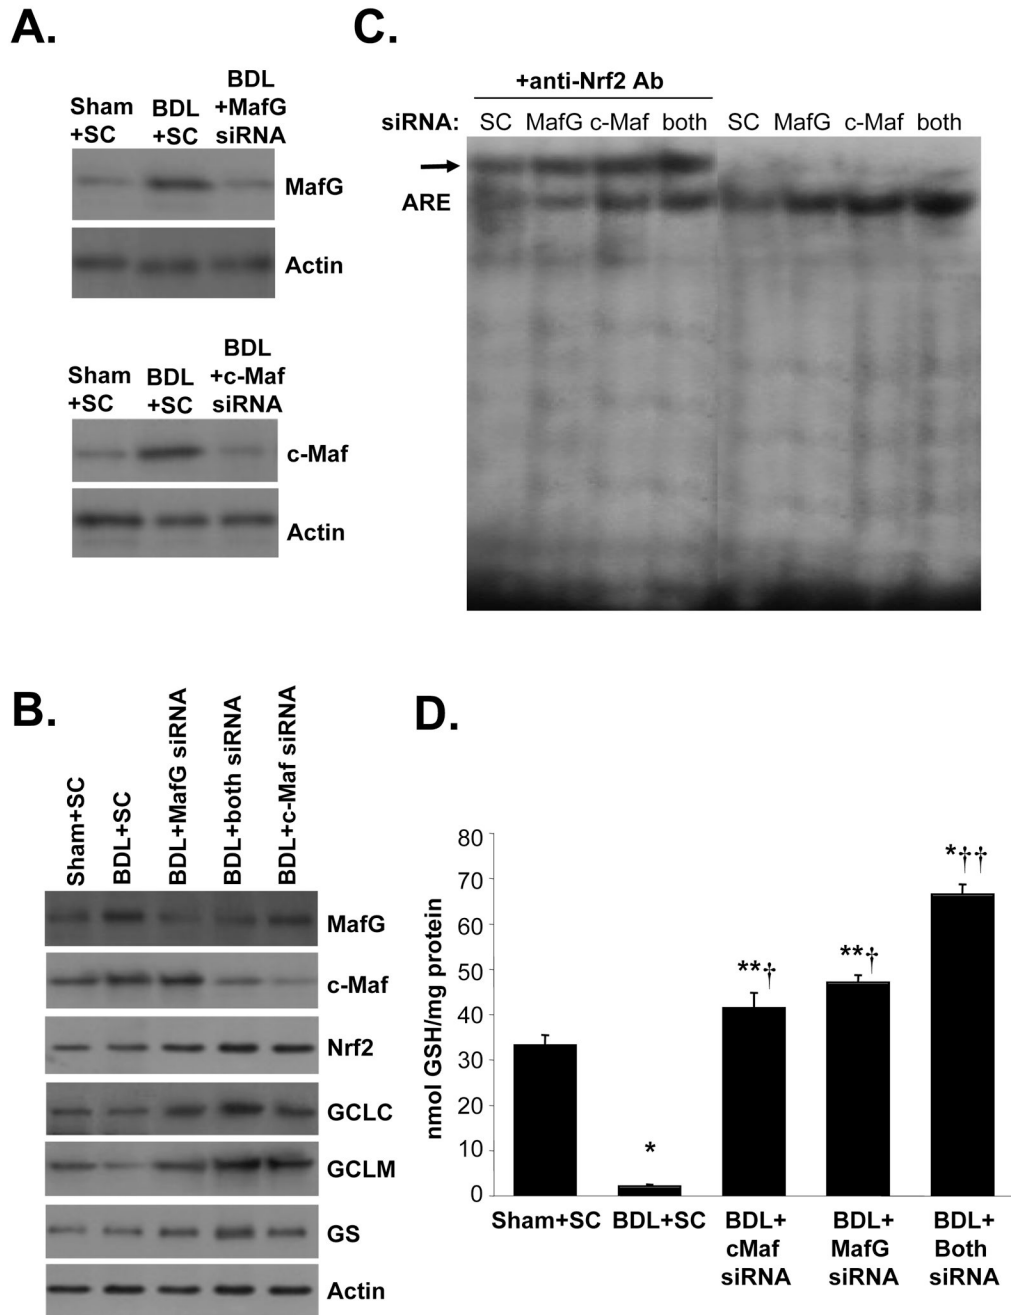 A.
Sham
+SC
BDL
+SC
BDL
+MafG
siRNA
MafG
Actin
Sham
+SC
BDL
+SC
BDL
+c-Maf
siRNA
c-Maf
Actin
C.
+anti-Nrf2 Ab
siRNA: SC MafG c-Maf both SC MafG c-Maf both
ARE
B.
Sham+SC
BDL+SC
BDL+MafG siRNA
BDL+both siRNA
BDL+c-Maf siRNA
MafG
c-Maf
Nrf2
GCLC
GCLM
GS
Actin
D.
nmol GSH/mg protein
80
70
60
50
40
30
20
10
0
*
**†
**†
*††
Sham+SC
BDL+SC
BDL+
cMaf
siRNA
BDL+
MafG
siRNA
BDL+
Both
siRNA